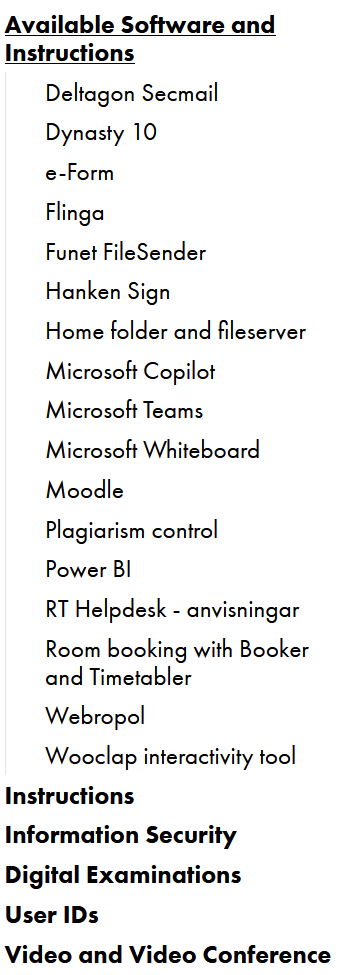 Available Software and
Instructions
Deltagon Secmail
Dynasty 10
e-Form
Flinga
Funet FileSender
Hanken Sign
Home folder and fileserver
Microsoft Copilot
Microsoft Teams
Microsoft Whiteboard
Moodle
Plagiarism control
Power BI
RT Helpdesk - anvisningar
Room booking with Booker
and Timetabler
Webropol
Wooclap interactivity tool
Instructions
Information Security
Digital Examinations
User IDs
Video and Video Conference